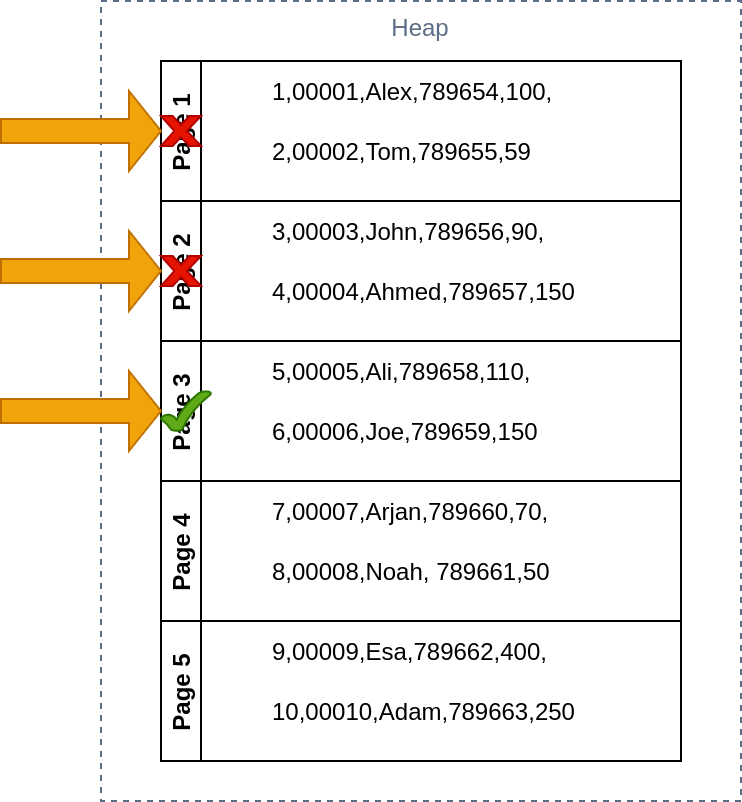 Heap
Page 1
1,00001,Alex,789654,100,
2,00002,Tom,789655,59
Page 2
3,00003,John,789656,90,
4,00004,Ahmed,789657,150
Page 3
5,00005,Ali,789658,110,
6,00006,Joe,789659,150
Page 4
7,00007,Arjan,789660,70,
8,00008,Noah, 789661,50
Page 5
9,00009,Esa,789662,400,
10,00010,Adam,789663,250